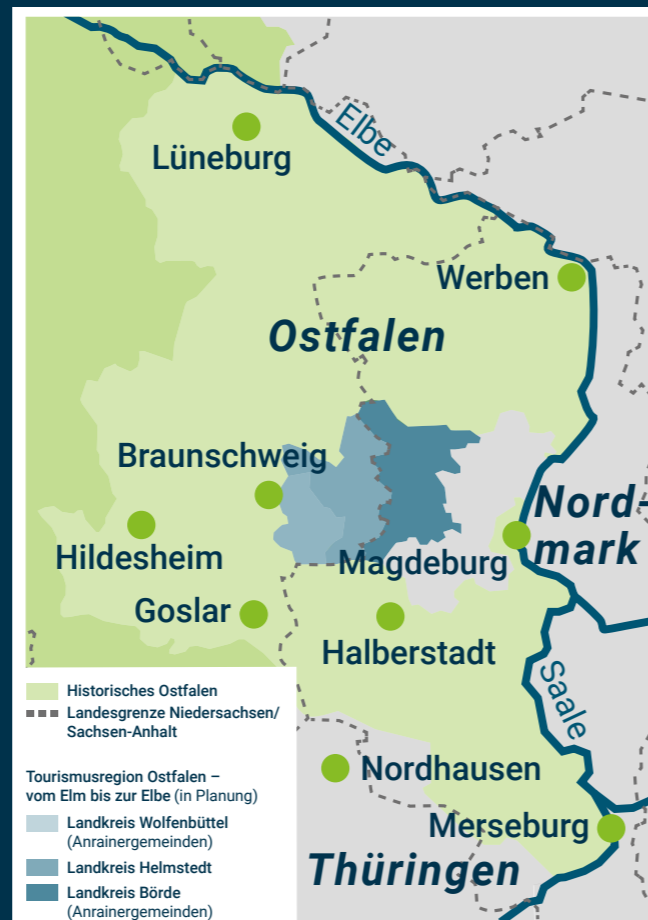 Elbe
Lüneburg
Werben
Ostfalen
Braunschweig
Nord-
mark
Hildesheim
Magdeburg
Goslar
Halberstadt
Saale
Nordhausen
Merseburg
Thüringen
Historisches Ostfalen
Landesgrenze Niedersachsen/
Sachsen-Anhalt
Tourismusregion Ostfalen –
vom Elm bis zur Elbe (in Planung)
Landkreis Wolfenbüttel
(Anrainergemeinden)
Landkreis Helmstedt
Landkreis Börde
(Anrainergemeinden)